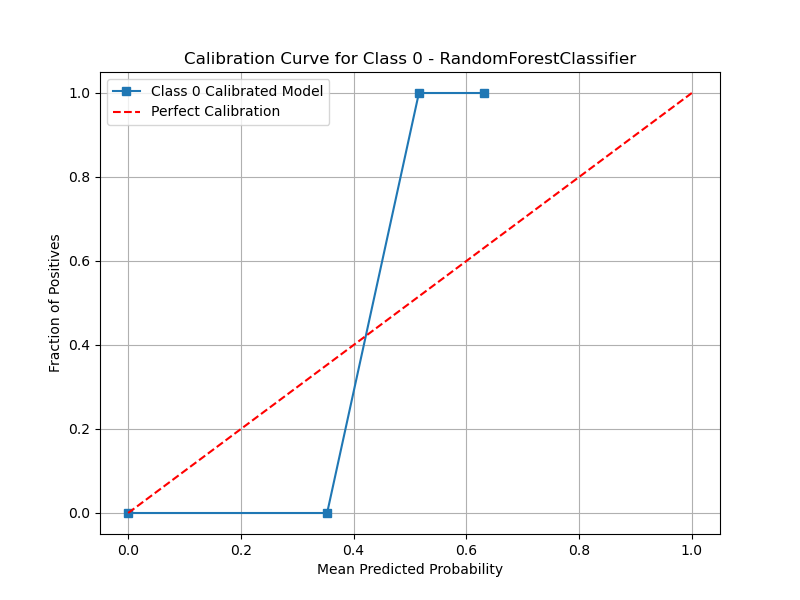 Calibration Curve for Class 0 - RandomForestClassifier
Class 0 Calibrated Model
Perfect Calibration
1.0
0.8
0.6
0.4
0.2
0.0
Fraction of Positives
0.0 0.2 0.4 0.6 0.8 1.0
Mean Predicted Probability